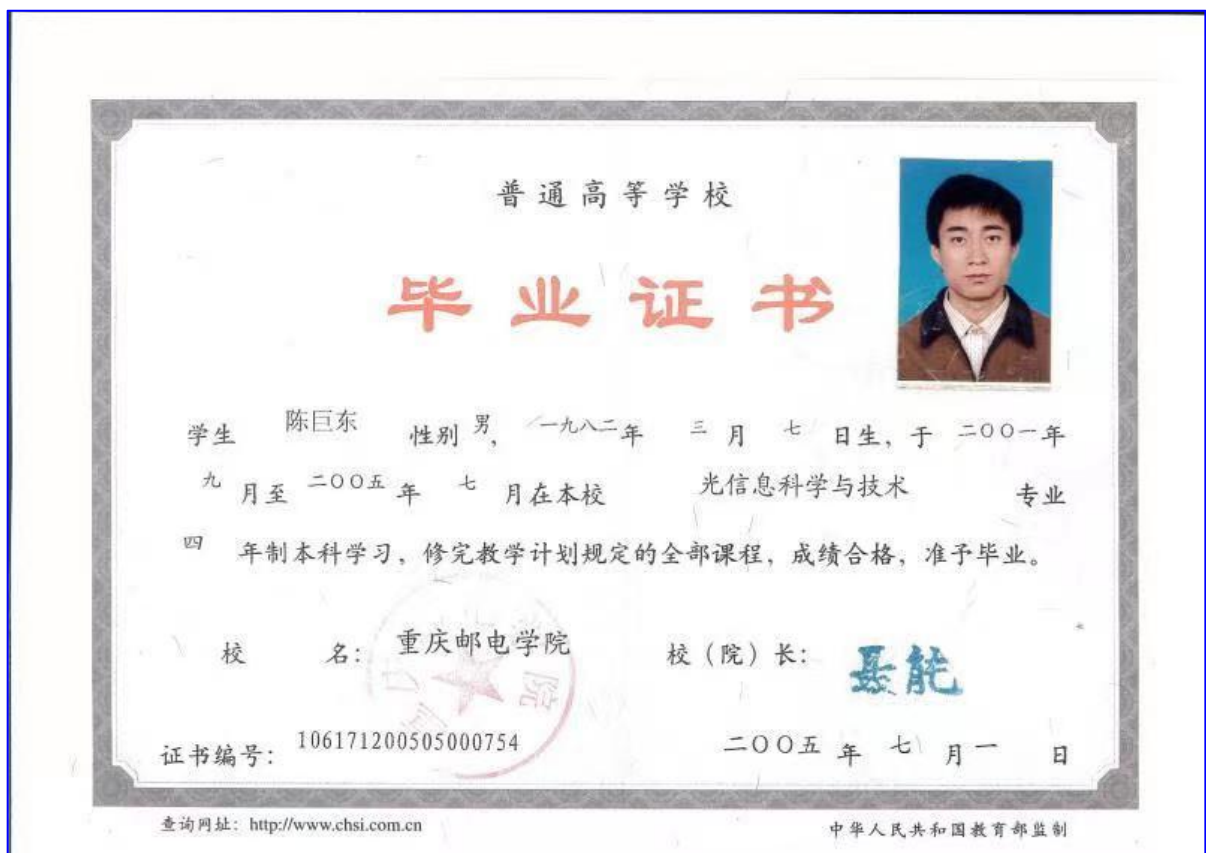 普通高等学校
毕业证书
学生 陈巨东 性别 男, 一九八二年 三 月 七 日生, 于 二〇〇一年
九 月至 二〇〇五 年 七 月在本校 光信息科学与技术 专业
四 年制本科学习, 修完教学计划规定的全部课程, 成绩合格, 准予毕业。
校 名: 重庆邮电学院 校(院)长: 聂能
院
证书编号: 106171200505000754 二〇〇五 年 七 月 一 日
查询网址: http://www.chsi.com.cn 中华人民共和国教育部监制